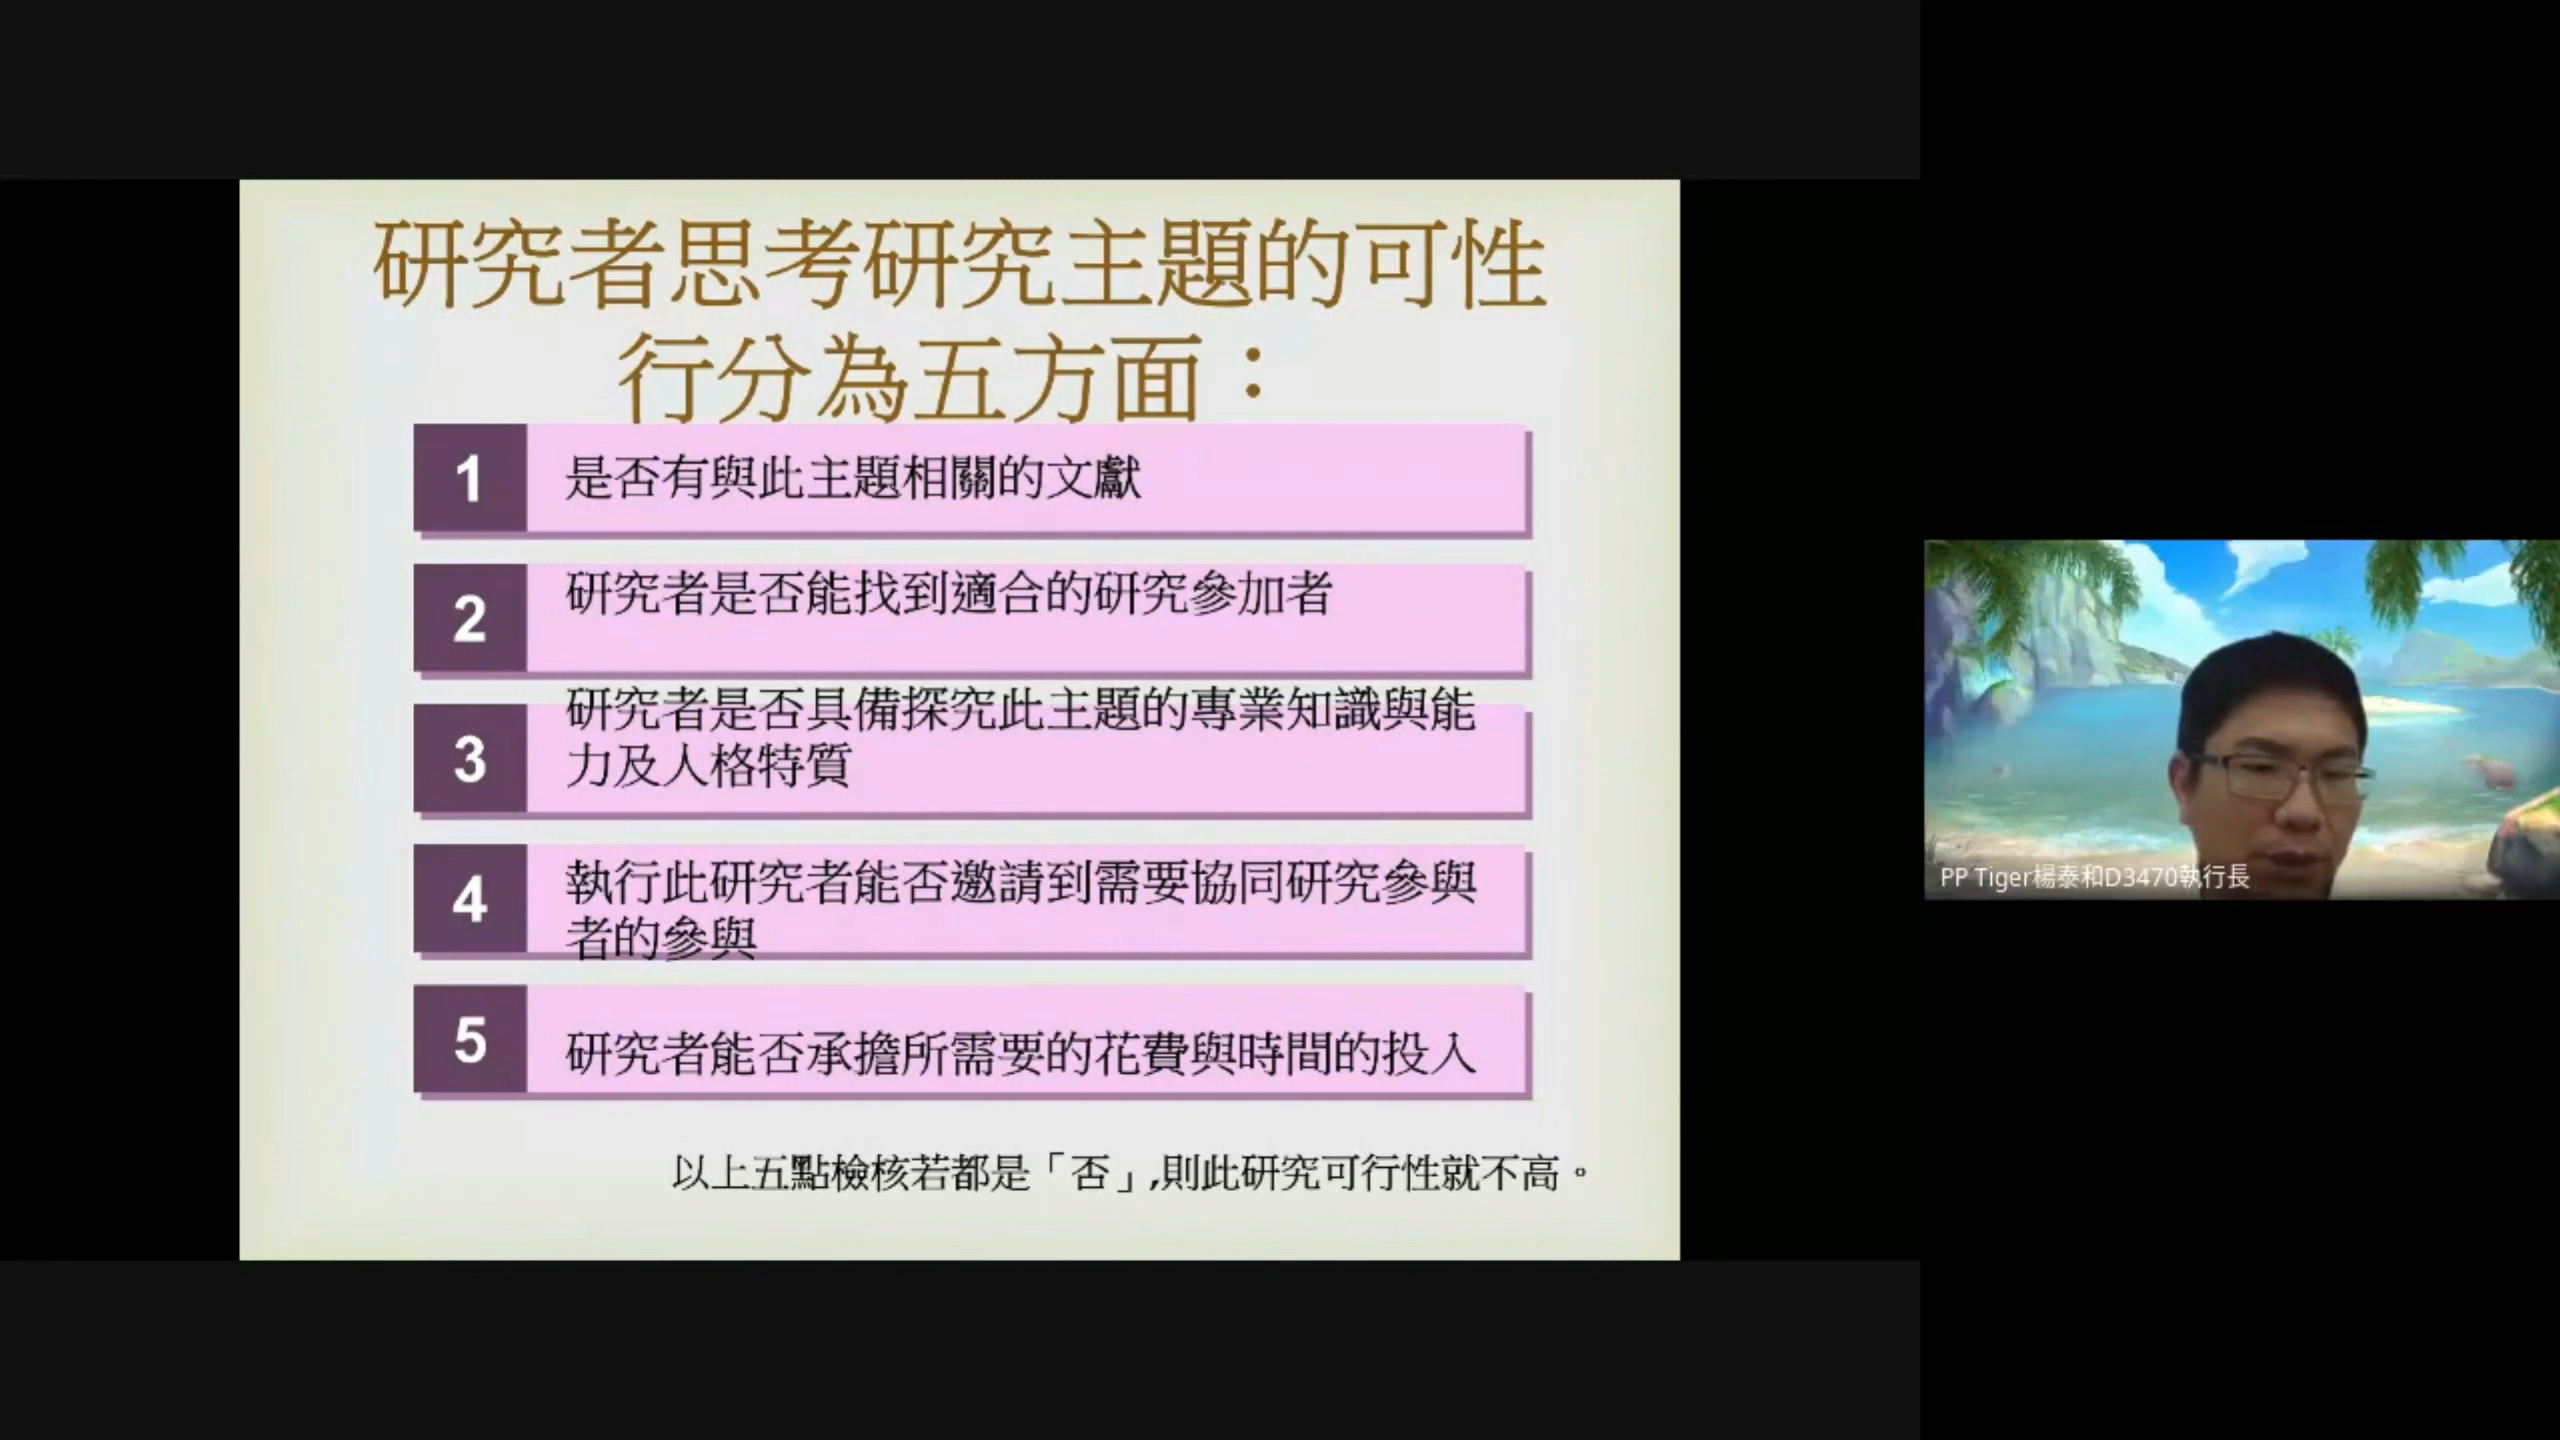 研究者思考研究主題的可性
行分為五方面：
1
是否有與此主題相關的文獻
2
研究者是否能找到適合的研究參加者
3
研究者是否具備探究此主題的專業知識與能
力及人格特質
4
執行此研究者能否邀請到需要協同研究參與
者的參與
5
研究者能否承擔所需要的花費與時間的投入
以上五點檢核若都是「否」,則此研究可行性就不高。
PP Tiger楊泰和D3470執行長